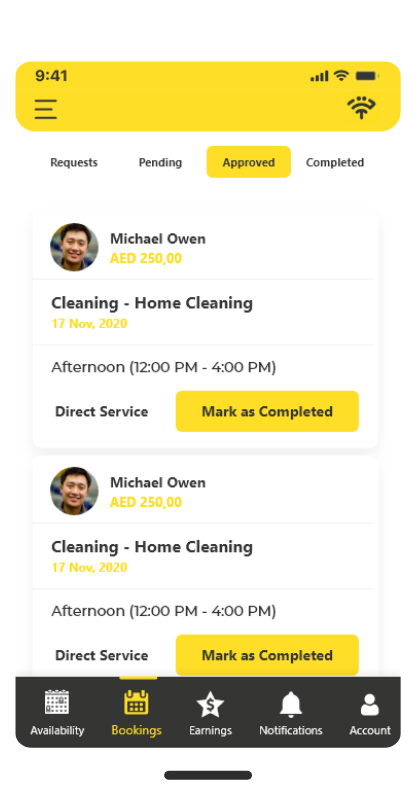 9:41
Requests Pending Approved Completed
Michael Owen
AED 250,00
Cleaning - Home Cleaning
17 Nov, 2020
Afternoon (12:00 PM - 4:00 PM)
Direct Service Mark as Completed
Michael Owen
AED 250,00
Cleaning - Home Cleaning
17 Nov, 2020
Afternoon (12:00 PM - 4:00 PM)
Direct Service Mark as Completed
Availability Bookings Earnings Notifications Account